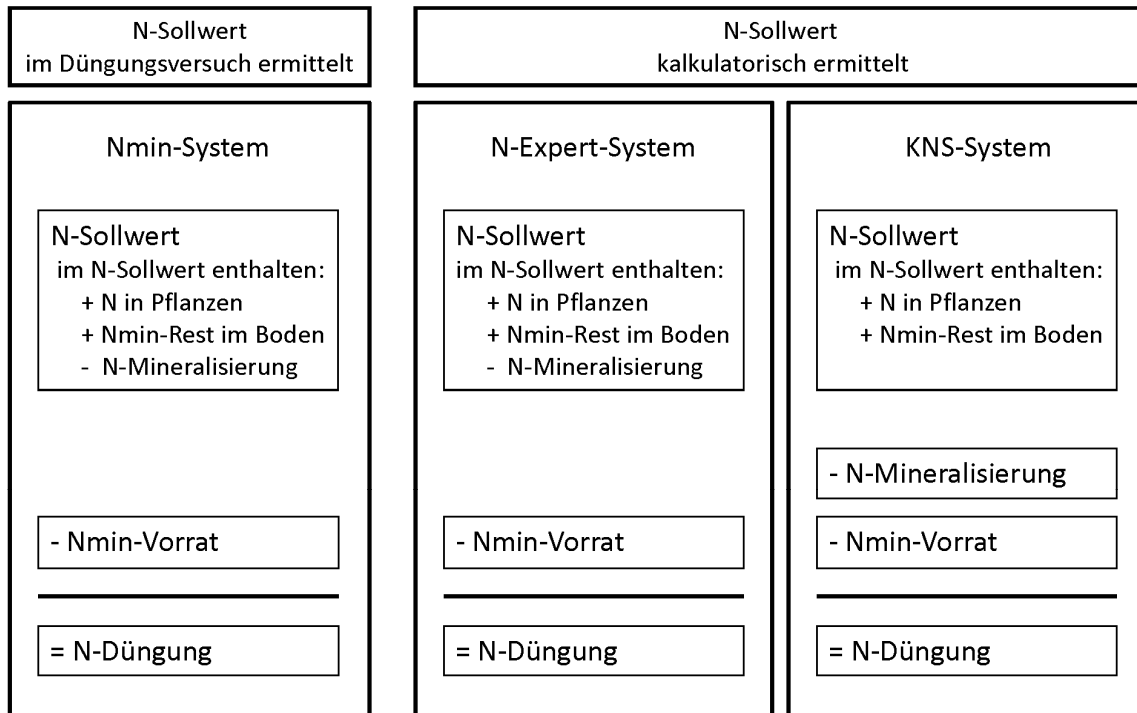 N-Sollwert
im Düngungsversuch ermittelt
N-Sollwert
kalkulatorisch ermittelt
Nmin-System
N-Sollwert
im N-Sollwert enthalten:
+ N in Pflanzen
+ Nmin-Rest im Boden
- N-Mineralisierung
- Nmin-Vorrat
= N-Düngung
N-Expert-System
N-Sollwert
im N-Sollwert enthalten:
+ N in Pflanzen
+ Nmin-Rest im Boden
- N-Mineralisierung
- Nmin-Vorrat
= N-Düngung
KNS-System
N-Sollwert
im N-Sollwert enthalten:
+ N in Pflanzen
+ Nmin-Rest im Boden
- N-Mineralisierung
- Nmin-Vorrat
= N-Düngung